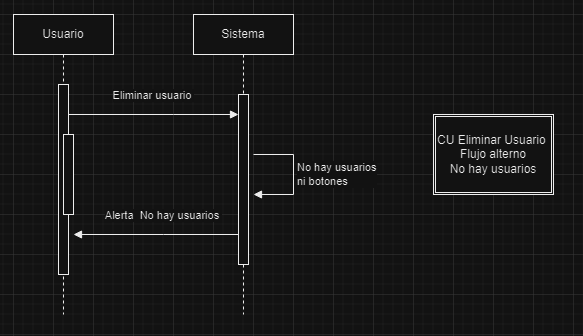 Usuario
Sistema
Eliminar usuario
No hay usuarios
ni botones
Alerta No hay usuarios
CU Eliminar Usuario
Flujo alterno
No hay usuarios